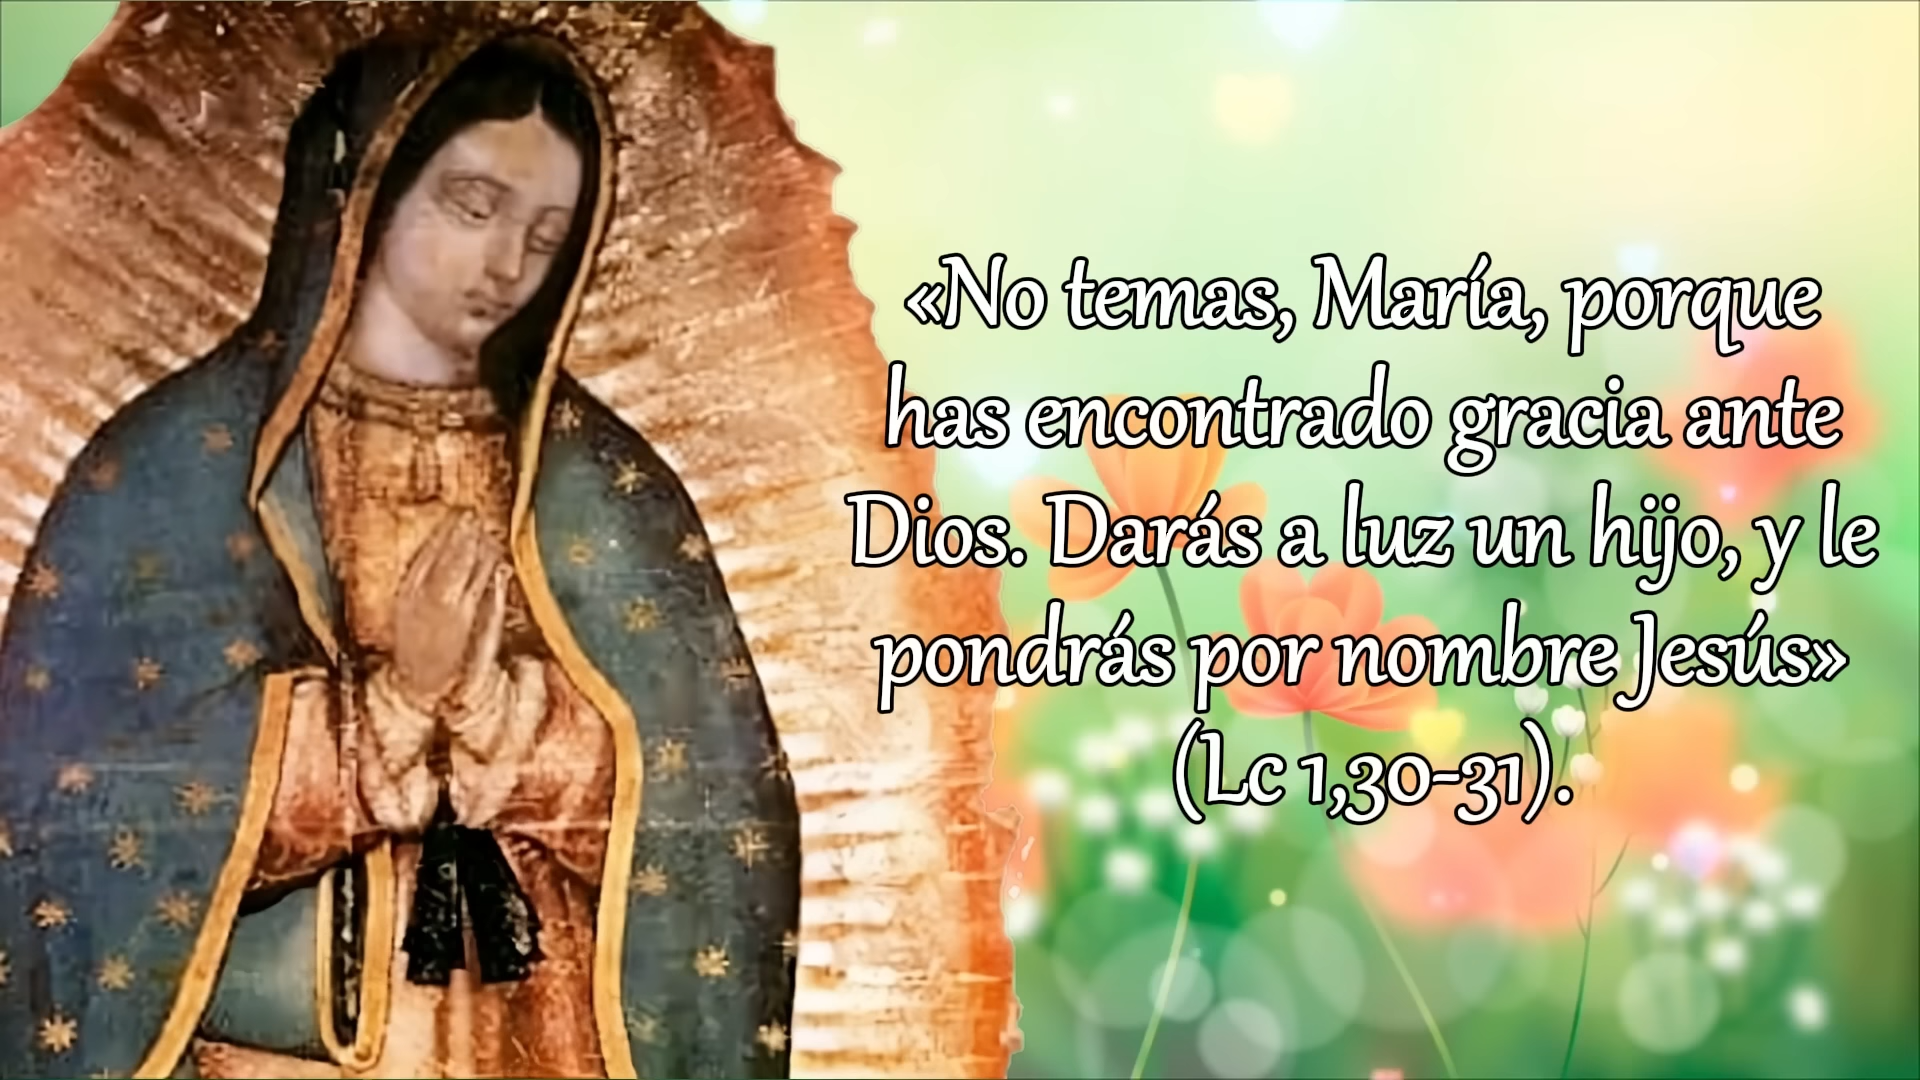 «No temas, María, porque
has encontrado gracia ante
Dios. Darás a luz un hijo, y le
pondrás por nombre Jesús»
(Lc 1,30-31).